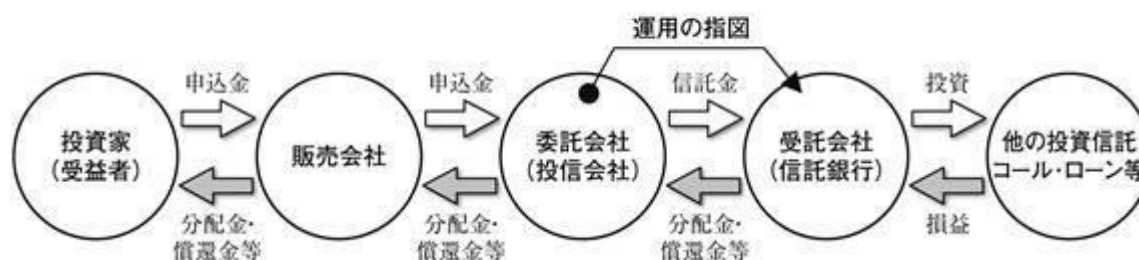 運用の指図
申込金
申込金
信託金
投資
投資家
(受益者)
販売会社
委託会社
(投信会社)
受託会社
(信託銀行)
他の投資信託
コール・ローン等
分配金・
償還金等
分配金・
償還金等
分配金・
償還金等
損益